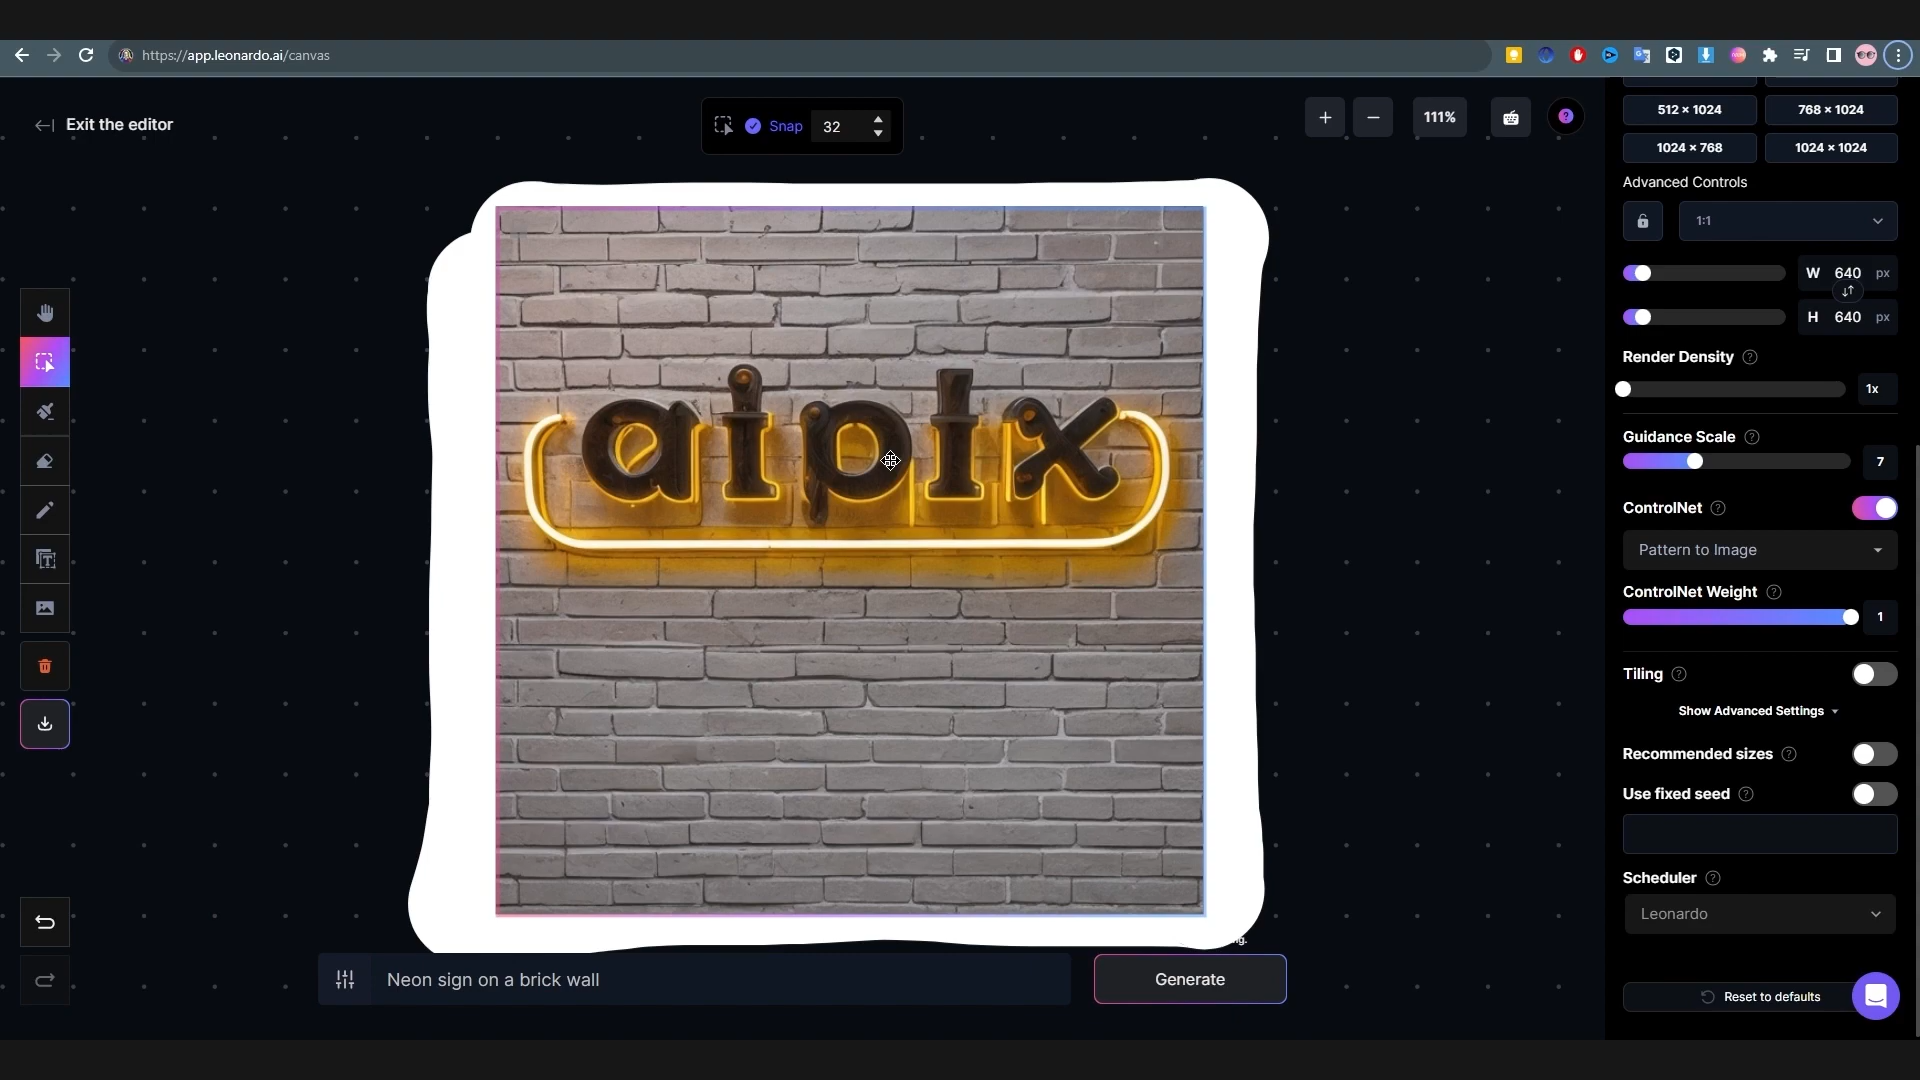 https://app.leonardo.ai/canvas
Exit the editor
Snap
32
111%
?
512 × 1024
768 × 1024
1024 × 768
1024 × 1024
Advanced Controls
1:1
W 640 px
H 640 px
Render Density ?
1x
Guidance Scale ?
7
ControlNet ?
Pattern to Image
ControlNet Weight ?
1
Tiling ?
Show Advanced Settings
Recommended sizes ?
Use fixed seed ?
Scheduler ?
Leonardo
Reset to defaults
aipix
T
ng.
Neon sign on a brick wall
Generate